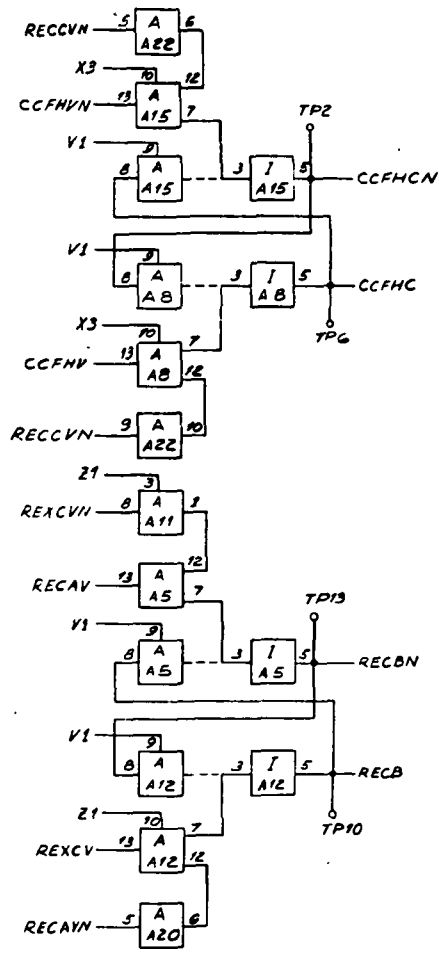 RECCVN 5 A A22 6
X3 10
CCFHVN 13 A A15 12 7
TP2
V1 9
8 A A15 3 I A15 5 CCFHCN
V1 9
8 A A8 3 I A8 5 CCFHC
TP6
X3 10
CCFHV 13 A A8 7 12
RECCVN 9 A A22 10
Z1 3
REXCVN 8 A A11 2
RECAV 13 A A5 12 7
TP13
V1 9
8 A A5 3 I A5 5 RECBN
V1 9
8 A A12 3 I A12 5 RECB
TP10
Z1 10
REXCV 13 A A12 7 12
RECAVN 5 A A20 6